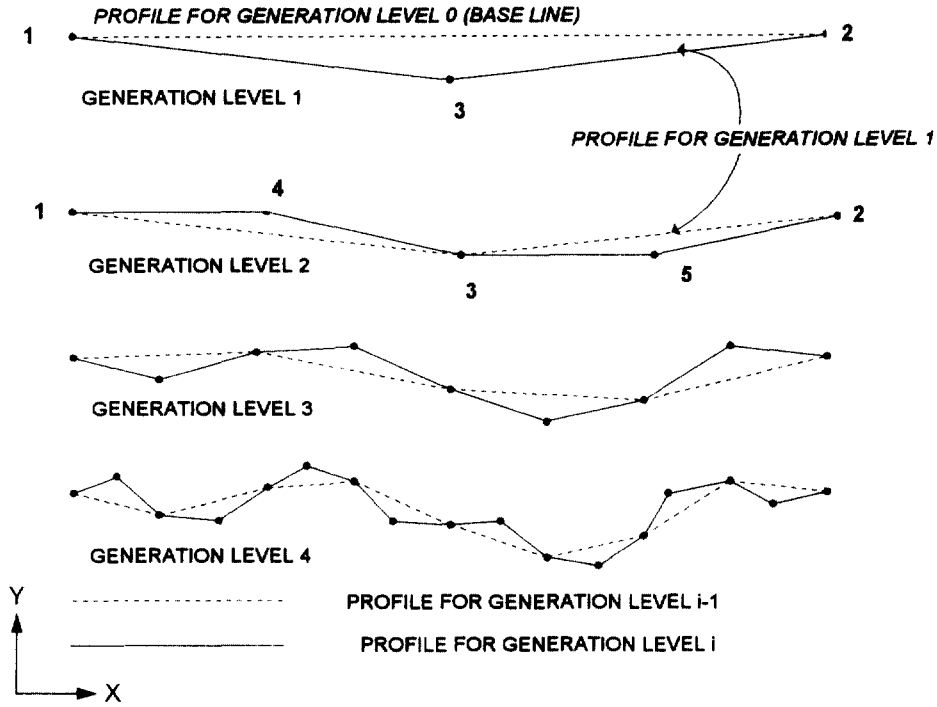 PROFILE FOR GENERATION LEVEL 0 (BASE LINE)
1
2
GENERATION LEVEL 1
3
PROFILE FOR GENERATION LEVEL 1
4
1
2
GENERATION LEVEL 2
3
5
GENERATION LEVEL 3
GENERATION LEVEL 4
Y
PROFILE FOR GENERATION LEVEL i-1
PROFILE FOR GENERATION LEVEL i
X